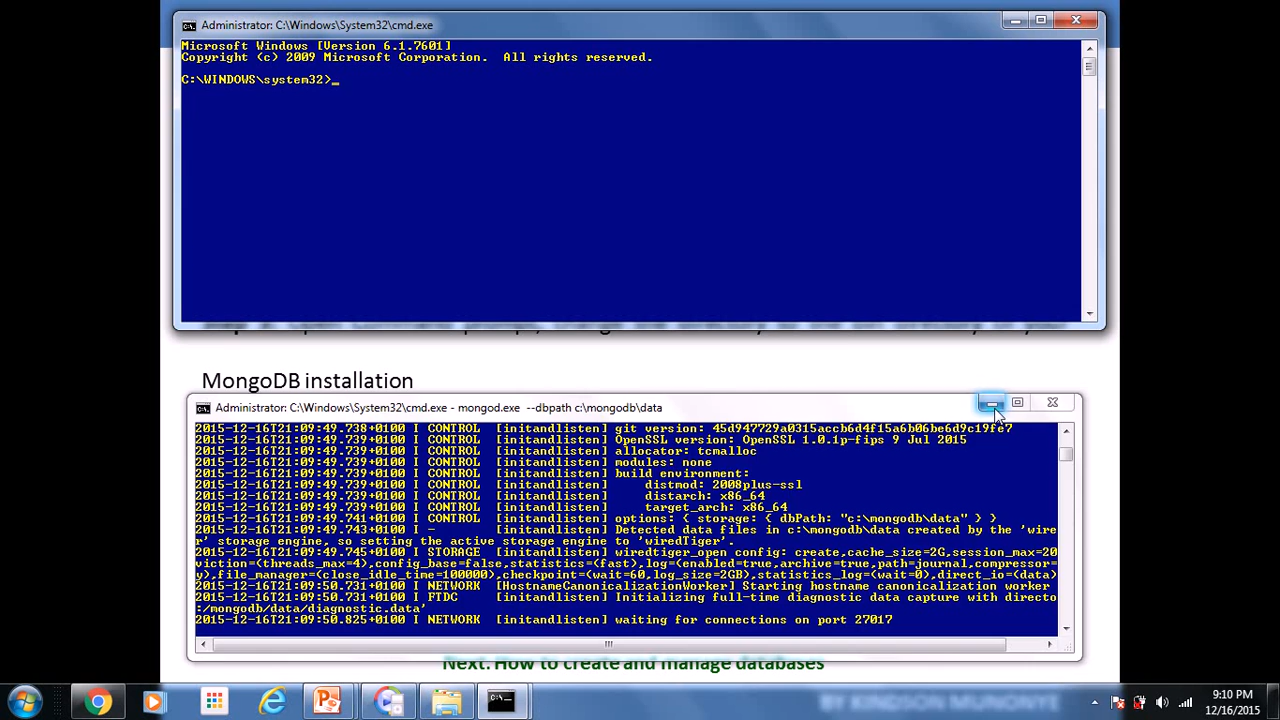 Administrator: C:\Windows\System32\cmd.exe
Microsoft Windows [Version 6.1.7601]
Copyright (c) 2009 Microsoft Corporation.  All rights reserved.
C:\WINDOWS\system32>_
MongoDB installation
Administrator: C:\Windows\System32\cmd.exe - mongod.exe  --dbpath c:\mongodb\data
2015-12-16T21:09:49.738+0100 I CONTROL  [initandlisten] git version: 45d947729a0315accb6d4f15a6b06be6d9c19fe7
2015-12-16T21:09:49.739+0100 I CONTROL  [initandlisten] OpenSSL version: OpenSSL 1.0.1p-fips 9 Jul 2015
2015-12-16T21:09:49.739+0100 I CONTROL  [initandlisten] allocator: tcmalloc
2015-12-16T21:09:49.739+0100 I CONTROL  [initandlisten] modules: none
2015-12-16T21:09:49.739+0100 I CONTROL  [initandlisten] build environment:
2015-12-16T21:09:49.739+0100 I CONTROL  [initandlisten]     distmod: 2008plus-ssl
2015-12-16T21:09:49.739+0100 I CONTROL  [initandlisten]     distarch: x86_64
2015-12-16T21:09:49.739+0100 I CONTROL  [initandlisten]     target_arch: x86_64
2015-12-16T21:09:49.741+0100 I CONTROL  [initandlisten] options: { storage: { dbPath: "c:\mongodb\data" } }
2015-12-16T21:09:49.743+0100 I -        [initandlisten] Detected data files in c:\mongodb\data created by the 'wire
r' storage engine, so setting the active storage engine to 'wiredTiger'.
2015-12-16T21:09:49.745+0100 I STORAGE  [initandlisten] wiredtiger_open config: create,cache_size=2G,session_max=20
viction=(threads_max=4),config_base=false,statistics=(fast),log=(enabled=true,archive=true,path=journal,compressor=
y),file_manager=(close_idle_time=100000),checkpoint=(wait=60,log_size=2GB),statistics_log=(wait=0),direct_io=(data)
2015-12-16T21:09:50.731+0100 I NETWORK  [HostnameCanonicalizationWorker] Starting hostname canonicalization worker
2015-12-16T21:09:50.731+0100 I FTDC     [initandlisten] Initializing full-time diagnostic data capture with directo
:/mongodb/data/diagnostic.data'
2015-12-16T21:09:50.825+0100 I NETWORK  [initandlisten] waiting for connections on port 27017
Next: How to create and manage databases
BY KINDSON MUNONYE
9:10 PM
12/16/2015